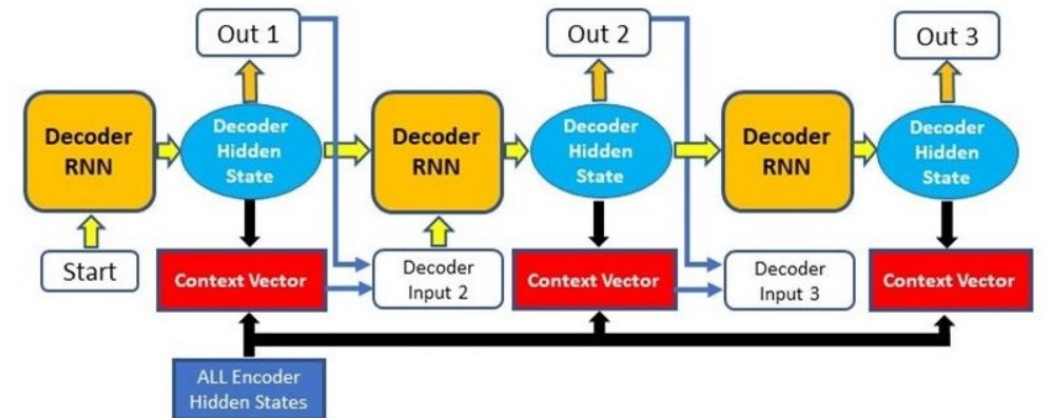 Out 1
Out 2
Out 3
Decoder
RNN
Decoder
Hidden
State
Decoder
RNN
Decoder
Hidden
State
Decoder
RNN
Decoder
Hidden
State
Start
Context Vector
Decoder
Input 2
Context Vector
Decoder
Input 3
Context Vector
ALL Encoder
Hidden States